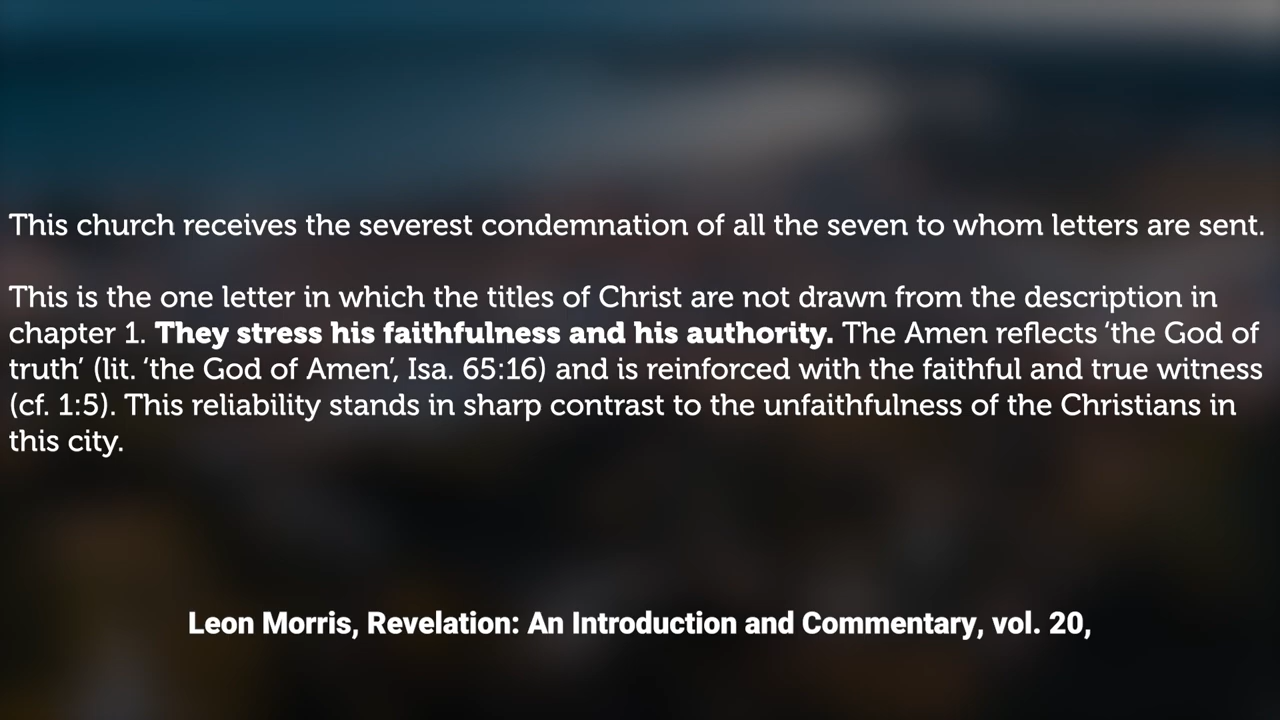 This church receives the severest condemnation of all the seven to whom letters are sent.
This is the one letter in which the titles of Christ are not drawn from the description in
chapter 1. They stress his faithfulness and his authority. The Amen reflects ‘the God of
truth’ (lit. ‘the God of Amen’, Isa. 65:16) and is reinforced with the faithful and true witness
(cf. 1:5). This reliability stands in sharp contrast to the unfaithfulness of the Christians in
this city.
Leon Morris, Revelation: An Introduction and Commentary, vol. 20,